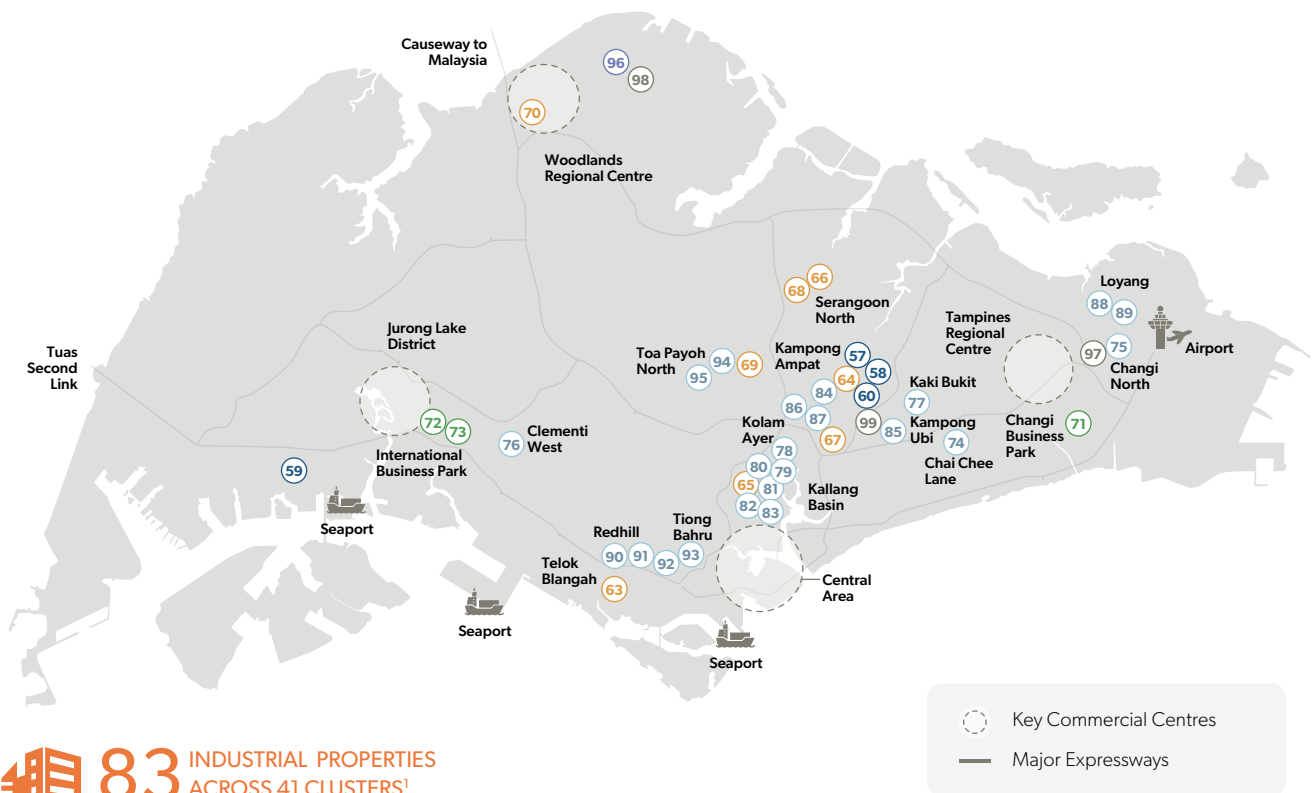 Causeway to
Malaysia
96
98
70
Woodlands
Regional Centre
66
68
Serangoon
North
Loyang
88
89
Tampines
Regional
Centre
97
75
Airport
Changi
North
Jurong Lake
District
Tuas
Second
Link
Toa Payoh
North
94
69
95
Kampong
Ampat
57
58
64
60
84
Kaki Bukit
77
86
87
99
85
Kampong
Ubi
74
Chai Chee
Lane
Changi
Business
Park
71
72
73
International
Business Park
76
Clementi
West
Kolam
Ayer
67
78
80
79
65
81
82
83
Kallang
Basin
59
Seaport
Redhill
Tiong
Bahru
90
91
92
93
Telok
Blangah
63
Central
Area
Seaport
Seaport
Key Commercial Centres
Major Expressways
83 INDUSTRIAL PROPERTIES
ACROSS 41 CLUSTERS¹